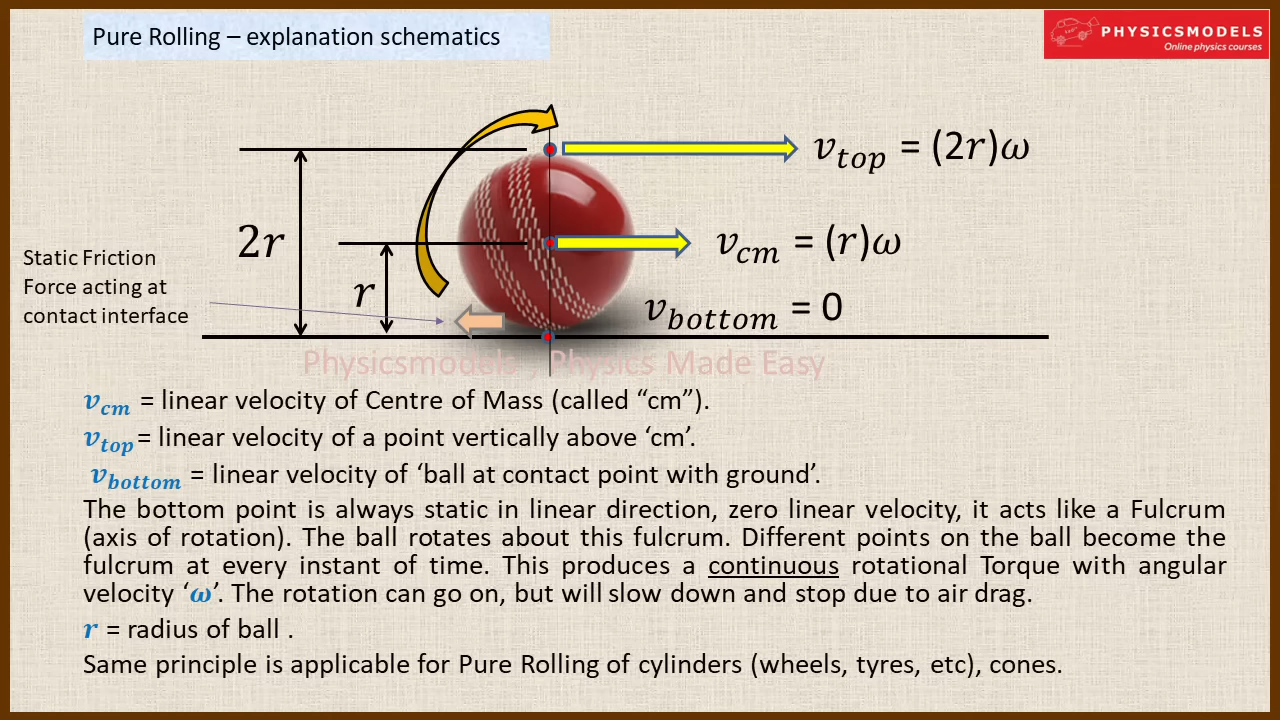 Pure Rolling – explanation schematics
PHYSICSMODELS
Online physics courses
v_top = (2r)ω
2r
v_cm = (r)ω
Static Friction
Force acting at
contact interface
r
v_bottom = 0
Physicsmodels , Physics Made Easy
v_cm = linear velocity of Centre of Mass (called “cm”).
v_top = linear velocity of a point vertically above ‘cm’.
v_bottom = linear velocity of ‘ball at contact point with ground’.
The bottom point is always static in linear direction, zero linear velocity, it acts like a Fulcrum
(axis of rotation). The ball rotates about this fulcrum. Different points on the ball become the
fulcrum at every instant of time. This produces a continuous rotational Torque with angular
velocity ‘ω’. The rotation can go on, but will slow down and stop due to air drag.
r = radius of ball .
Same principle is applicable for Pure Rolling of cylinders (wheels, tyres, etc), cones.